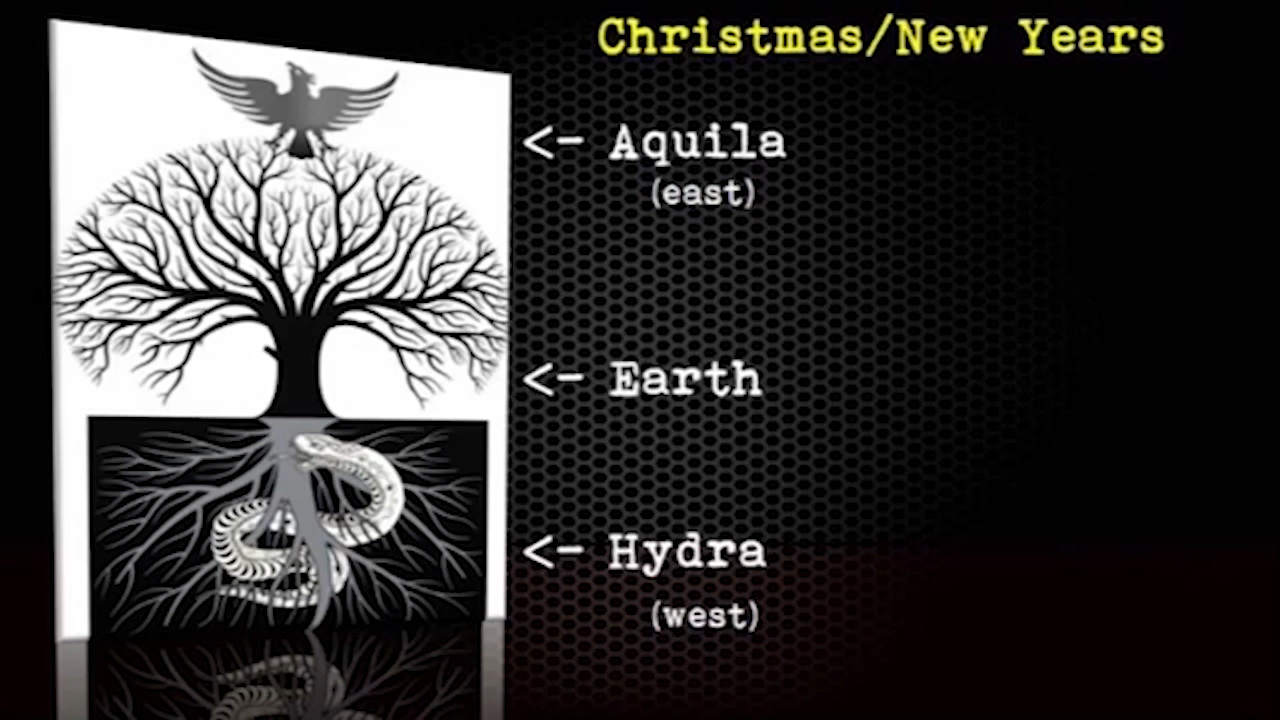 Christmas/New Years
<- Aquila
(east)
<- Earth
<- Hydra
(west)